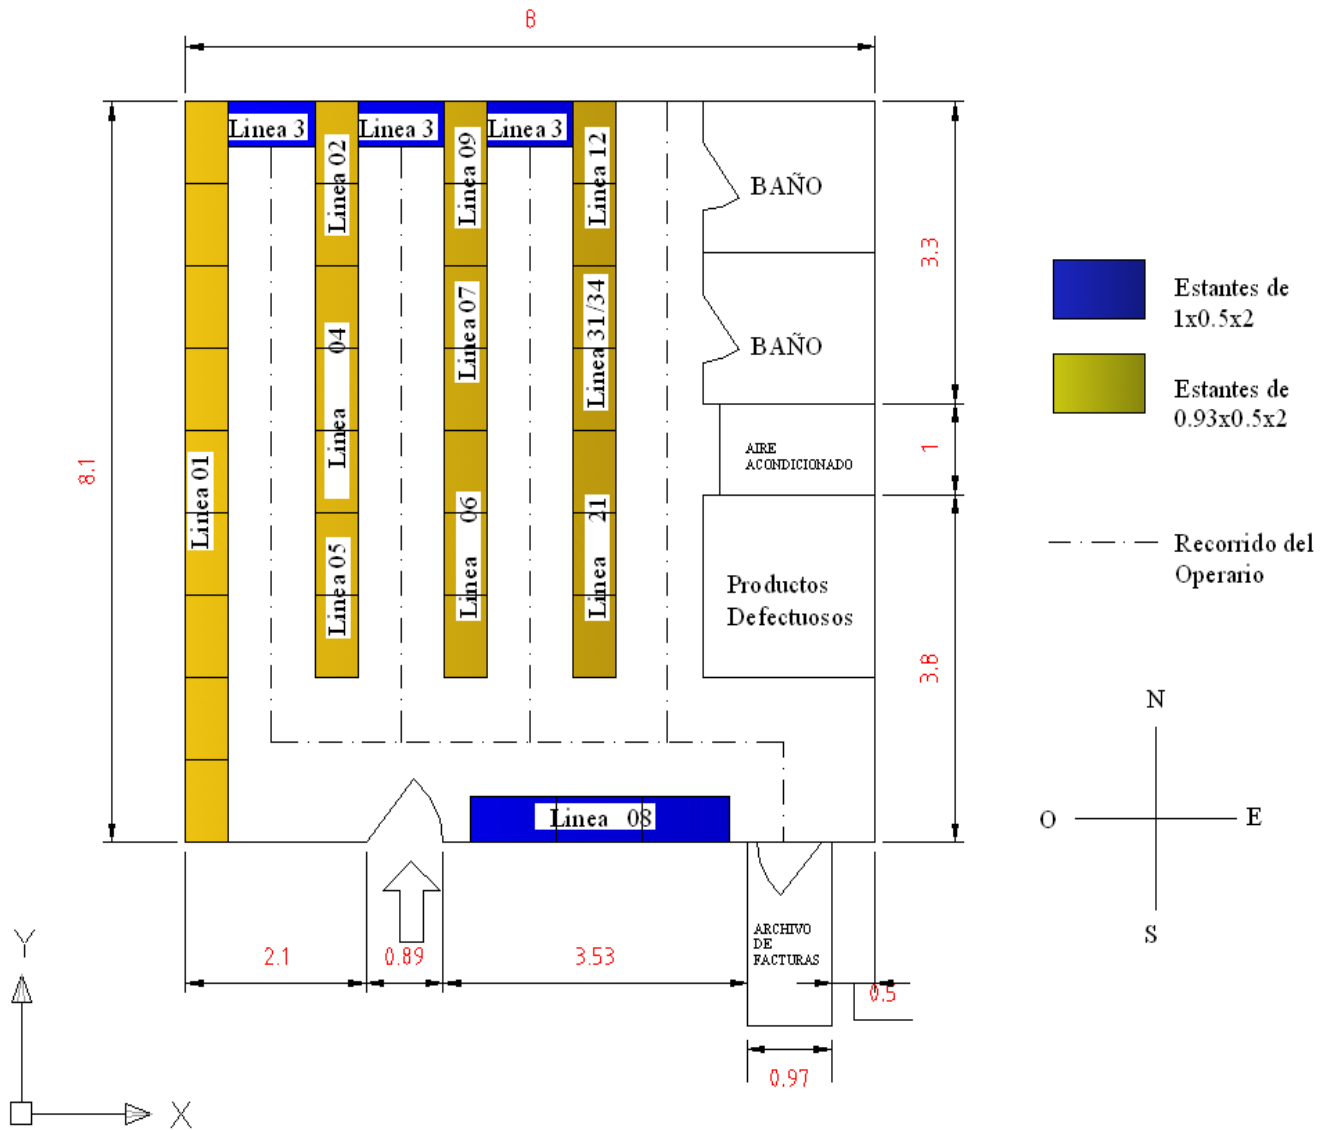 8
Linea 3
Linea 3
Linea 3
Linea 02
Linea 09
Linea 12
BAÑO
3.3
Linea 04
Linea 07
Linea 31/34
BAÑO
Estantes de
1x0.5x2
Estantes de
0.93x0.5x2
8.1
Linea 01
AIRE
ACONDICIONADO
1
Linea 05
Linea 06
Linea 21
Productos
Defectuosos
3.8
Recorrido del
Operario
N
O
E
S
Linea 08
ARCHIVO
DE
FACTURAS
2.1
0.89
3.53
0.5
0.97
Y
X